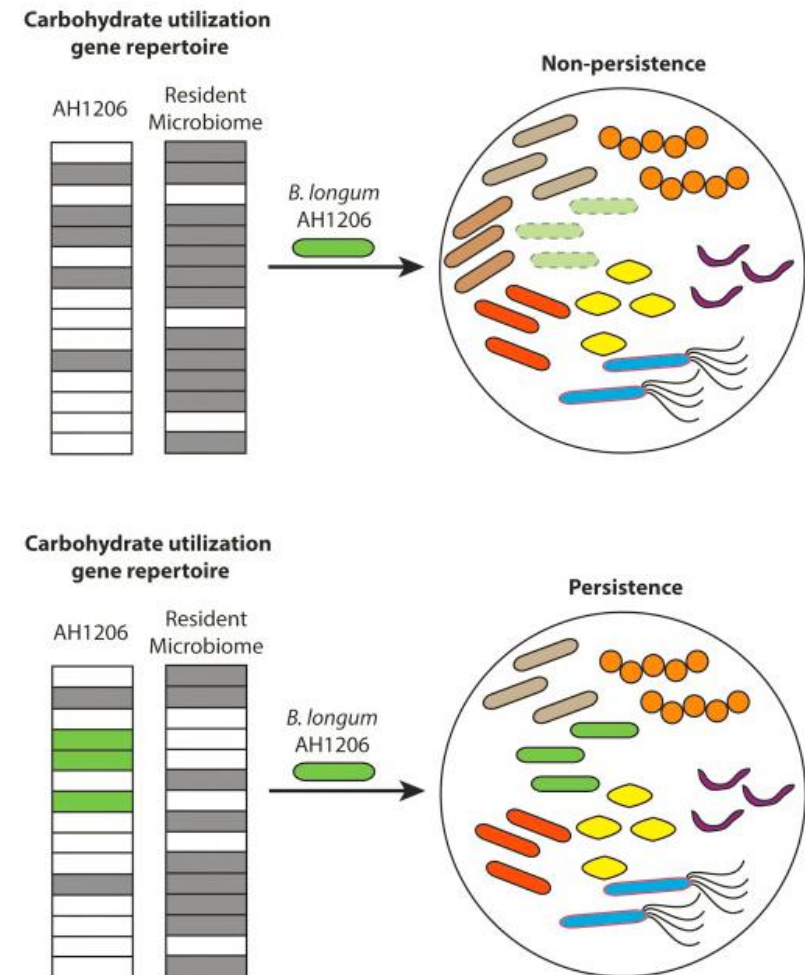 Carbohydrate utilization
gene repertoire
AH1206
Resident
Microbiome
B. longum
AH1206
Non-persistence
Carbohydrate utilization
gene repertoire
AH1206
Resident
Microbiome
B. longum
AH1206
Persistence